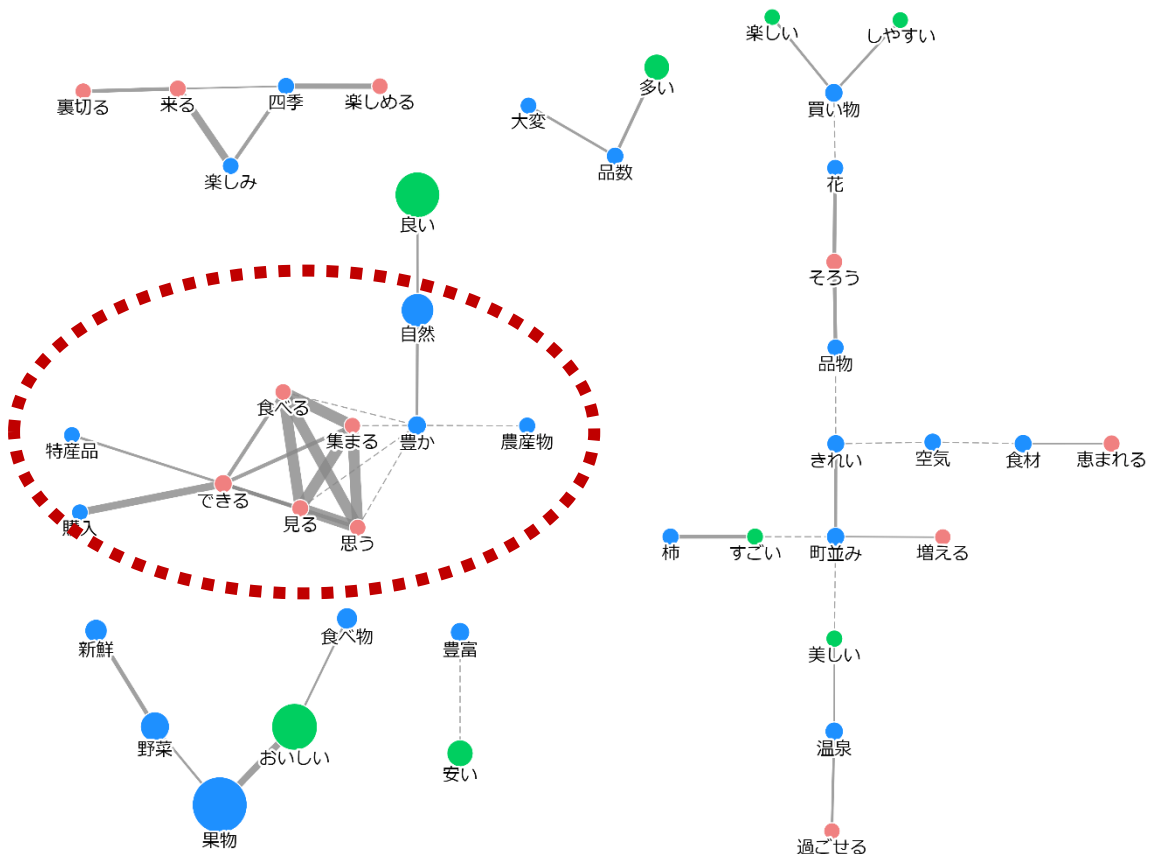 楽しい
しやすい
多い
裏切る
来る
四季
楽しめる
大変
買い物
品数
楽しみ
花
良い
そろう
自然
品物
食べる
集まる
豊か
農産物
特産品
きれい
空気
食材
恵まれる
できる
購入
見る
思う
柿
すごい
町並み
増える
食べ物
新鮮
豊富
美しい
野菜
おいしい
安い
温泉
果物
過ごせる